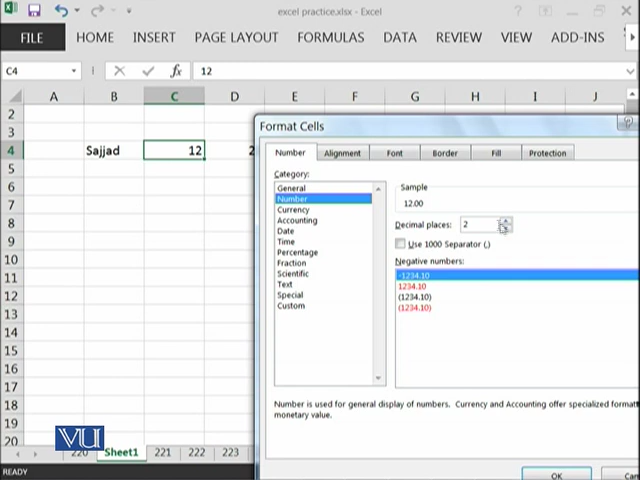 excel practice.xlsx - Excel
FILE HOME INSERT PAGE LAYOUT FORMULAS DATA REVIEW VIEW ADD-INS
C4 fx 12
A B C D E F G H I J
2
3
4 Sajjad 12 2
5
6
7
8
9
10
11
12
13
14
15
16
17
18
19
20
Format Cells
Number Alignment Font Border Fill Protection
Category:
General
Number
Currency
Accounting
Date
Time
Percentage
Fraction
Scientific
Text
Special
Custom
Sample
12.00
Decimal places: 2
Use 1000 Separator (,)
Negative numbers:
-1234.10
1234.10
(1234.10)
(1234.10)
Number is used for general display of numbers. Currency and Accounting offer specialized format
monetary value.
OK Can
VU
220 Sheet1 221 222 223
READY